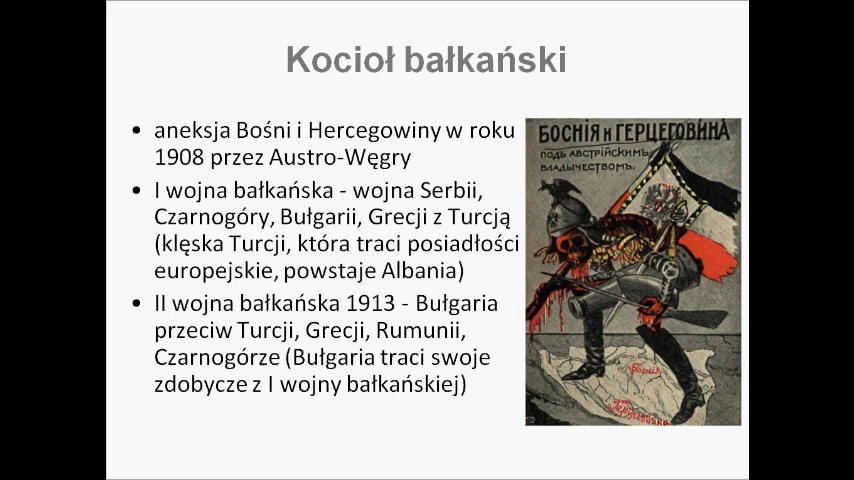 Kocioł bałkański
• aneksja Bośni i Hercegowiny w roku
1908 przez Austro-Węgry
• I wojna bałkańska - wojna Serbii,
Czarnogóry, Bułgarii, Grecji z Turcją
(klęska Turcji, która traci posiadłości
europejskie, powstaje Albania)
• II wojna bałkańska 1913 - Bułgaria
przeciw Turcji, Grecji, Rumunii,
Czarnogórze (Bułgaria traci swoje
zdobycze z I wojny bałkańskiej)
БОСНІЯ и ГЕРЦЕГОВИНА
ПОДЪ АВСТРІЙСКИМЪ
ВЛАДЫЧЕСТВОМЪ.
Боснія
Герцеговина